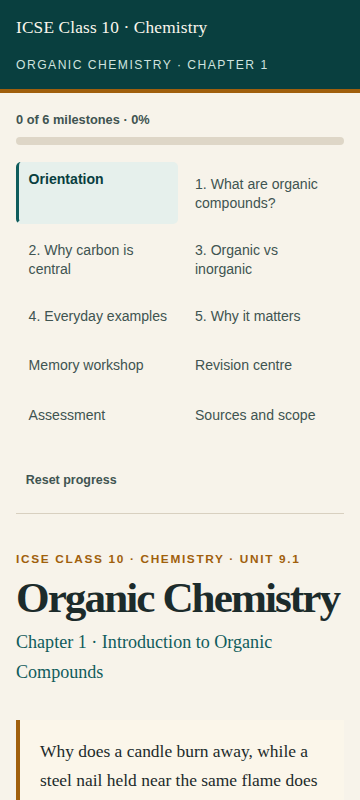 ICSE Class 10 · Chemistry
ORGANIC CHEMISTRY · CHAPTER 1
0 of 6 milestones · 0%
Orientation
1. What are organic
compounds?
2. Why carbon is
central
3. Organic vs
inorganic
4. Everyday examples
5. Why it matters
Memory workshop
Revision centre
Assessment
Sources and scope
Reset progress
ICSE CLASS 10 · CHEMISTRY · UNIT 9.1
Organic Chemistry
Chapter 1 · Introduction to Organic
Compounds
Why does a candle burn away, while a
steel nail held near the same flame does